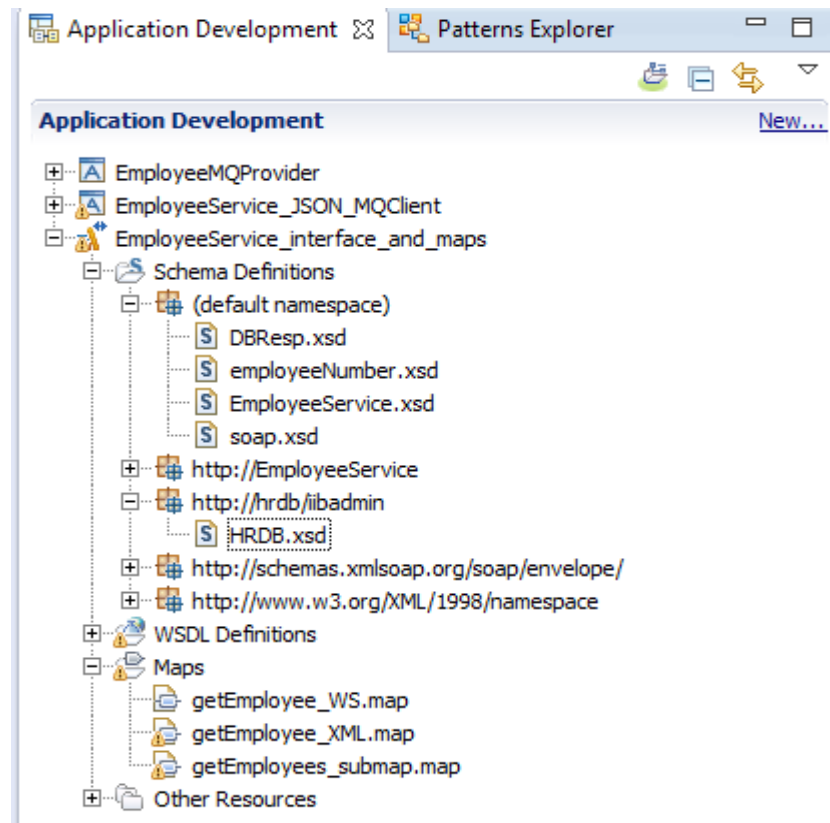 Application Development Patterns Explorer
Application Development New...
EmployeeMQProvider
EmployeeService_JSON_MQClient
EmployeeService_interface_and_maps
Schema Definitions
(default namespace)
DBResp.xsd
employeeNumber.xsd
EmployeeService.xsd
soap.xsd
http://EmployeeService
http://hrdb/iibadmin
HRDB.xsd
http://schemas.xmlsoap.org/soap/envelope/
http://www.w3.org/XML/1998/namespace
WSDL Definitions
Maps
getEmployee_WS.map
getEmployee_XML.map
getEmployees_submap.map
Other Resources